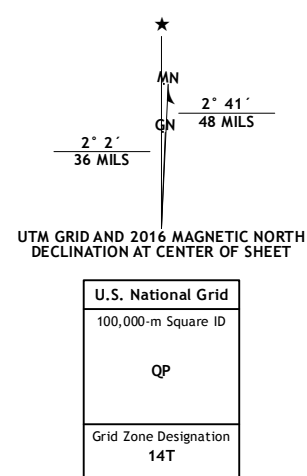 ★
MN
2° 41´
48 MILS
GN
2° 2´
36 MILS
UTM GRID AND 2016 MAGNETIC NORTH
DECLINATION AT CENTER OF SHEET
U.S. National Grid
100,000-m Square ID
QP
Grid Zone Designation
14T